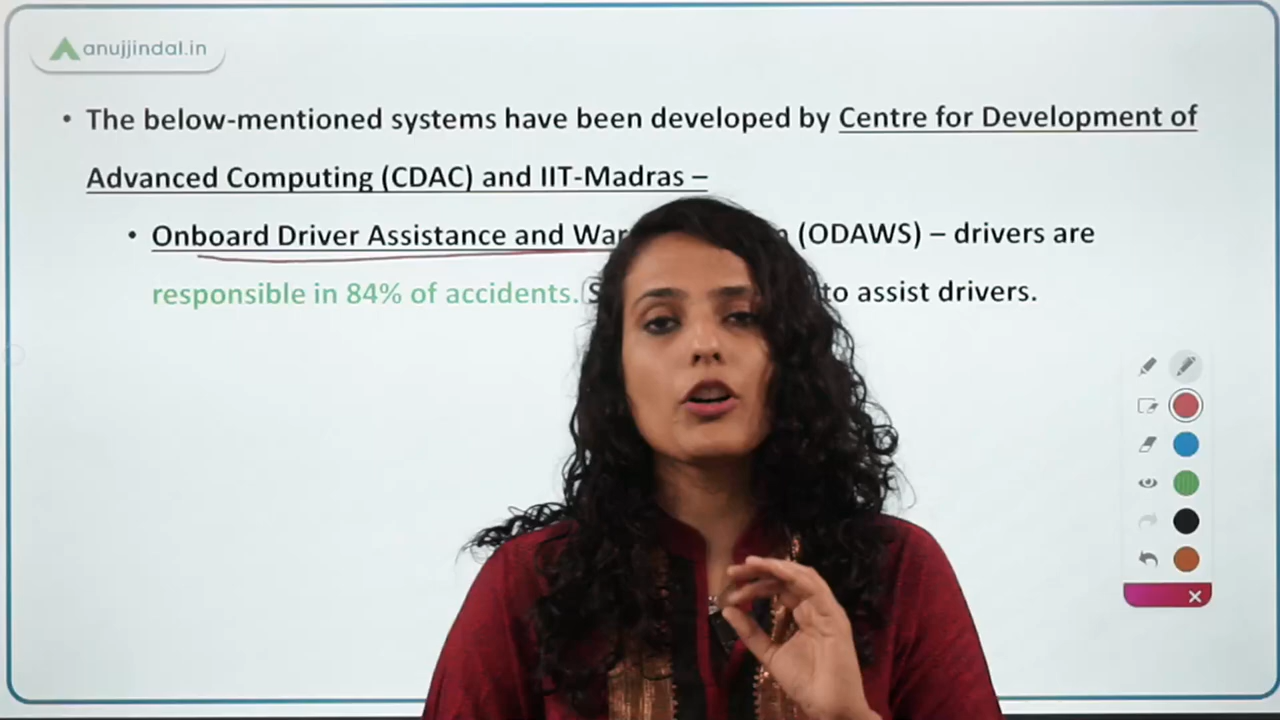 anujjindal.in
• The below-mentioned systems have been developed by Centre for Development of
Advanced Computing (CDAC) and IIT-Madras –
• Onboard Driver Assistance and War (ODAWS) – drivers are
responsible in 84% of accidents. to assist drivers.